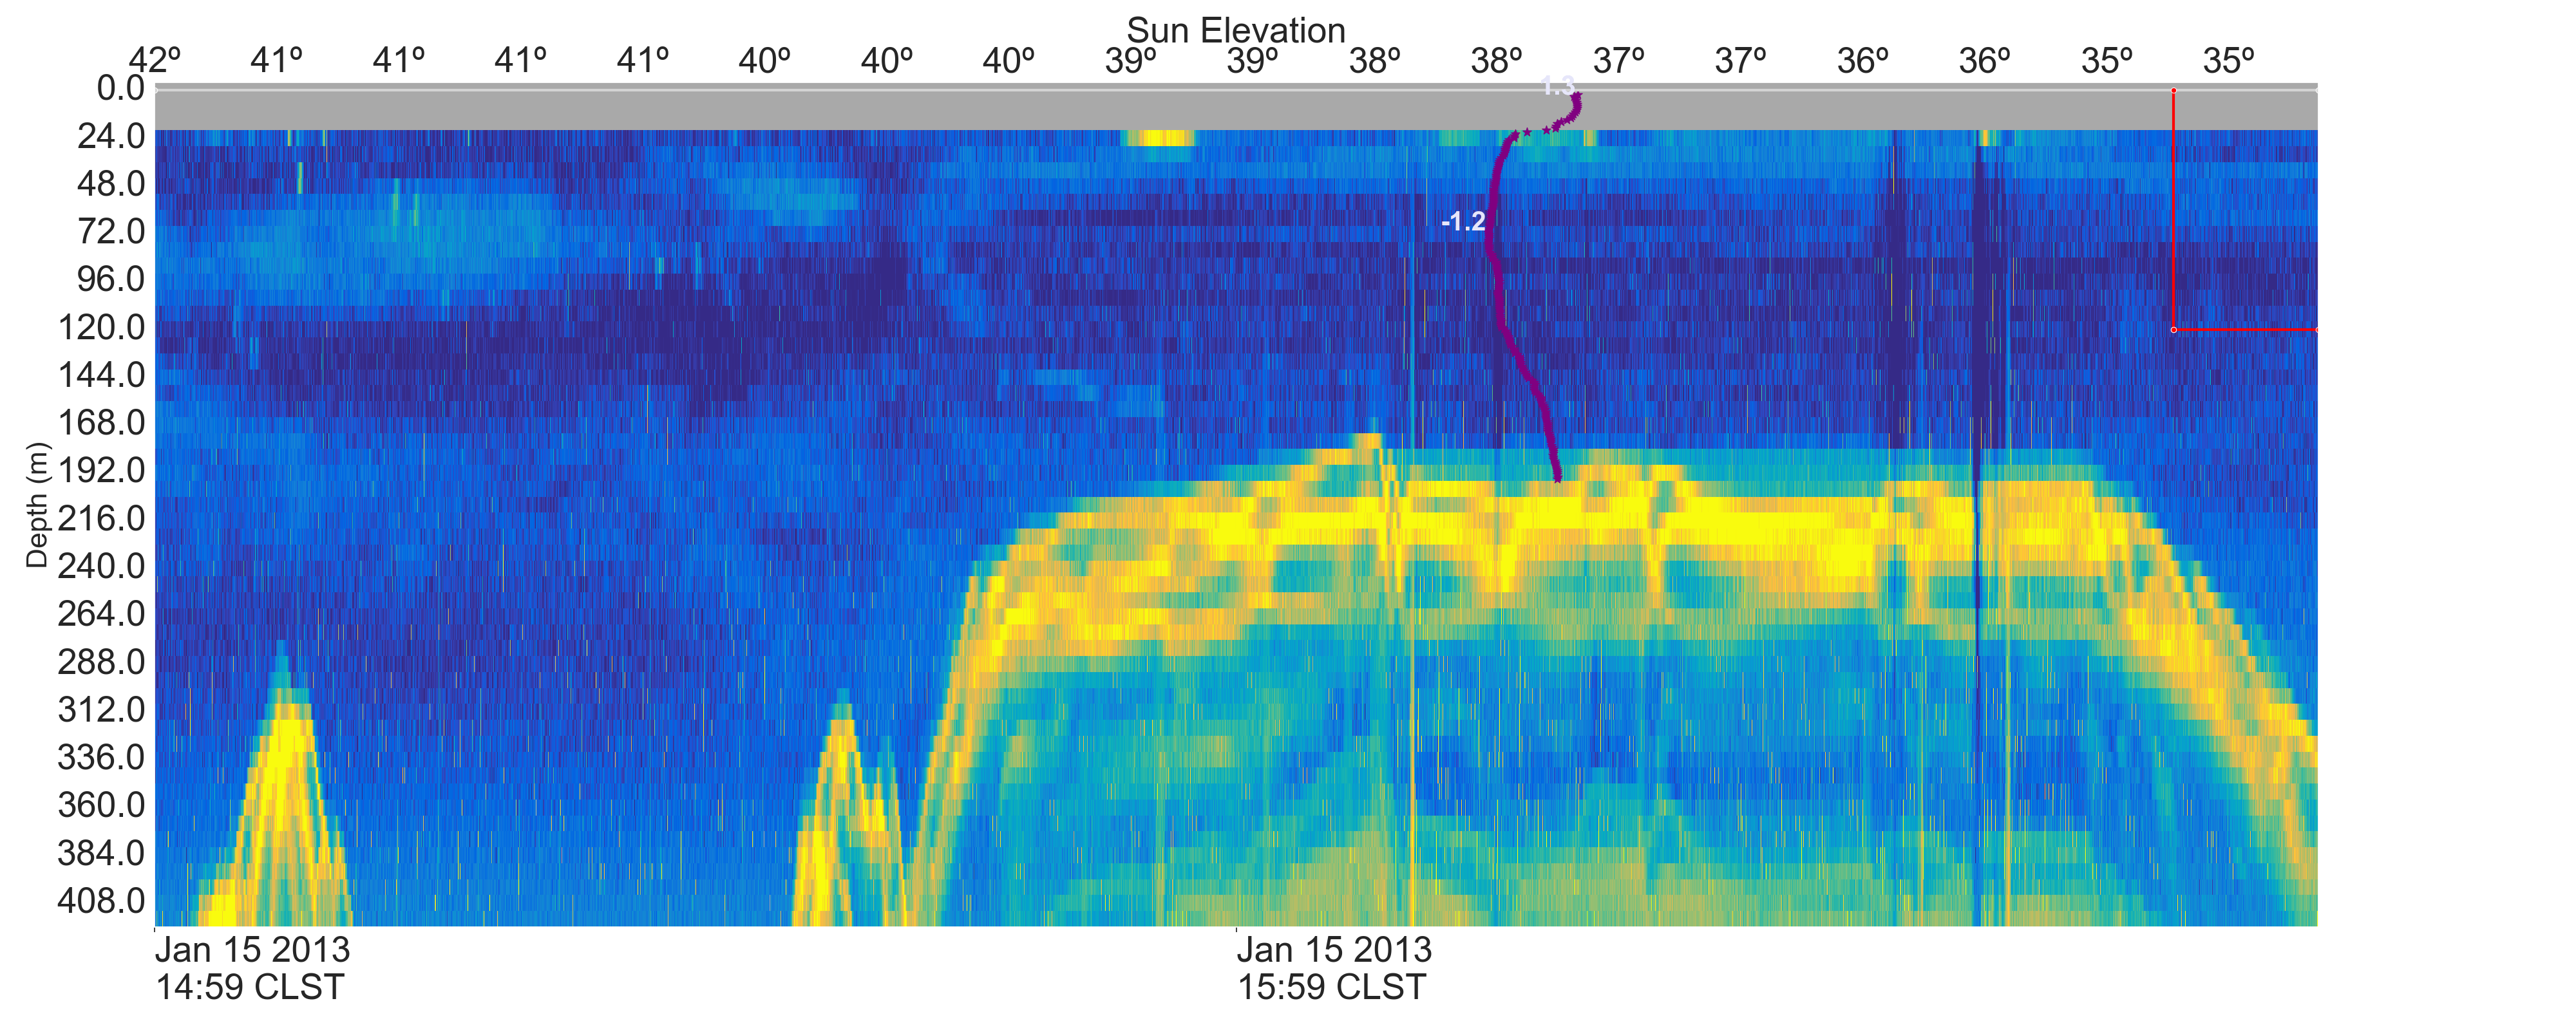 Sun Elevation
42º 41º 41º 41º 41º 40º 40º 40º 39º 39º 38º 38º 37º 37º 36º 36º 35º 35º
1.3
0.0
24.0
48.0
-1.2
72.0
96.0
120.0
144.0
168.0
192.0
216.0
240.0
264.0
288.0
312.0
336.0
360.0
384.0
408.0
Depth (m)
Jan 15 2013
14:59 CLST
Jan 15 2013
15:59 CLST